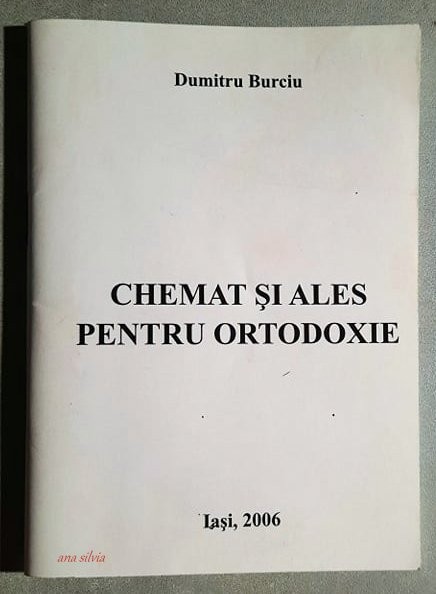 Dumitru Burciu
CHEMAT ŞI ALES
PENTRU ORTODOXIE
Iaşi, 2006
ana silvia